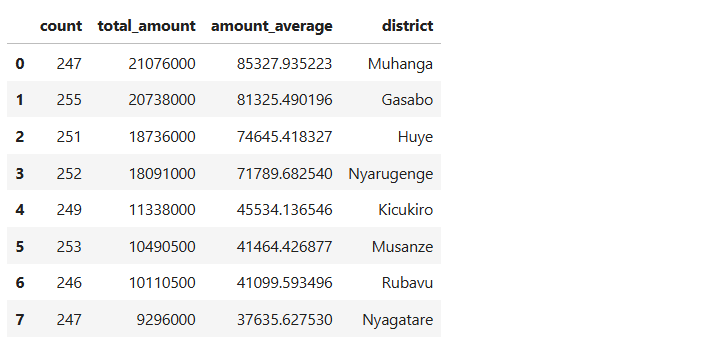 count total_amount amount_average district
0 247 21076000 85327.935223 Muhanga
1 255 20738000 81325.490196 Gasabo
2 251 18736000 74645.418327 Huye
3 252 18091000 71789.682540 Nyarugenge
4 249 11338000 45534.136546 Kicukiro
5 253 10490500 41464.426877 Musanze
6 246 10110500 41099.593496 Rubavu
7 247 9296000 37635.627530 Nyagatare